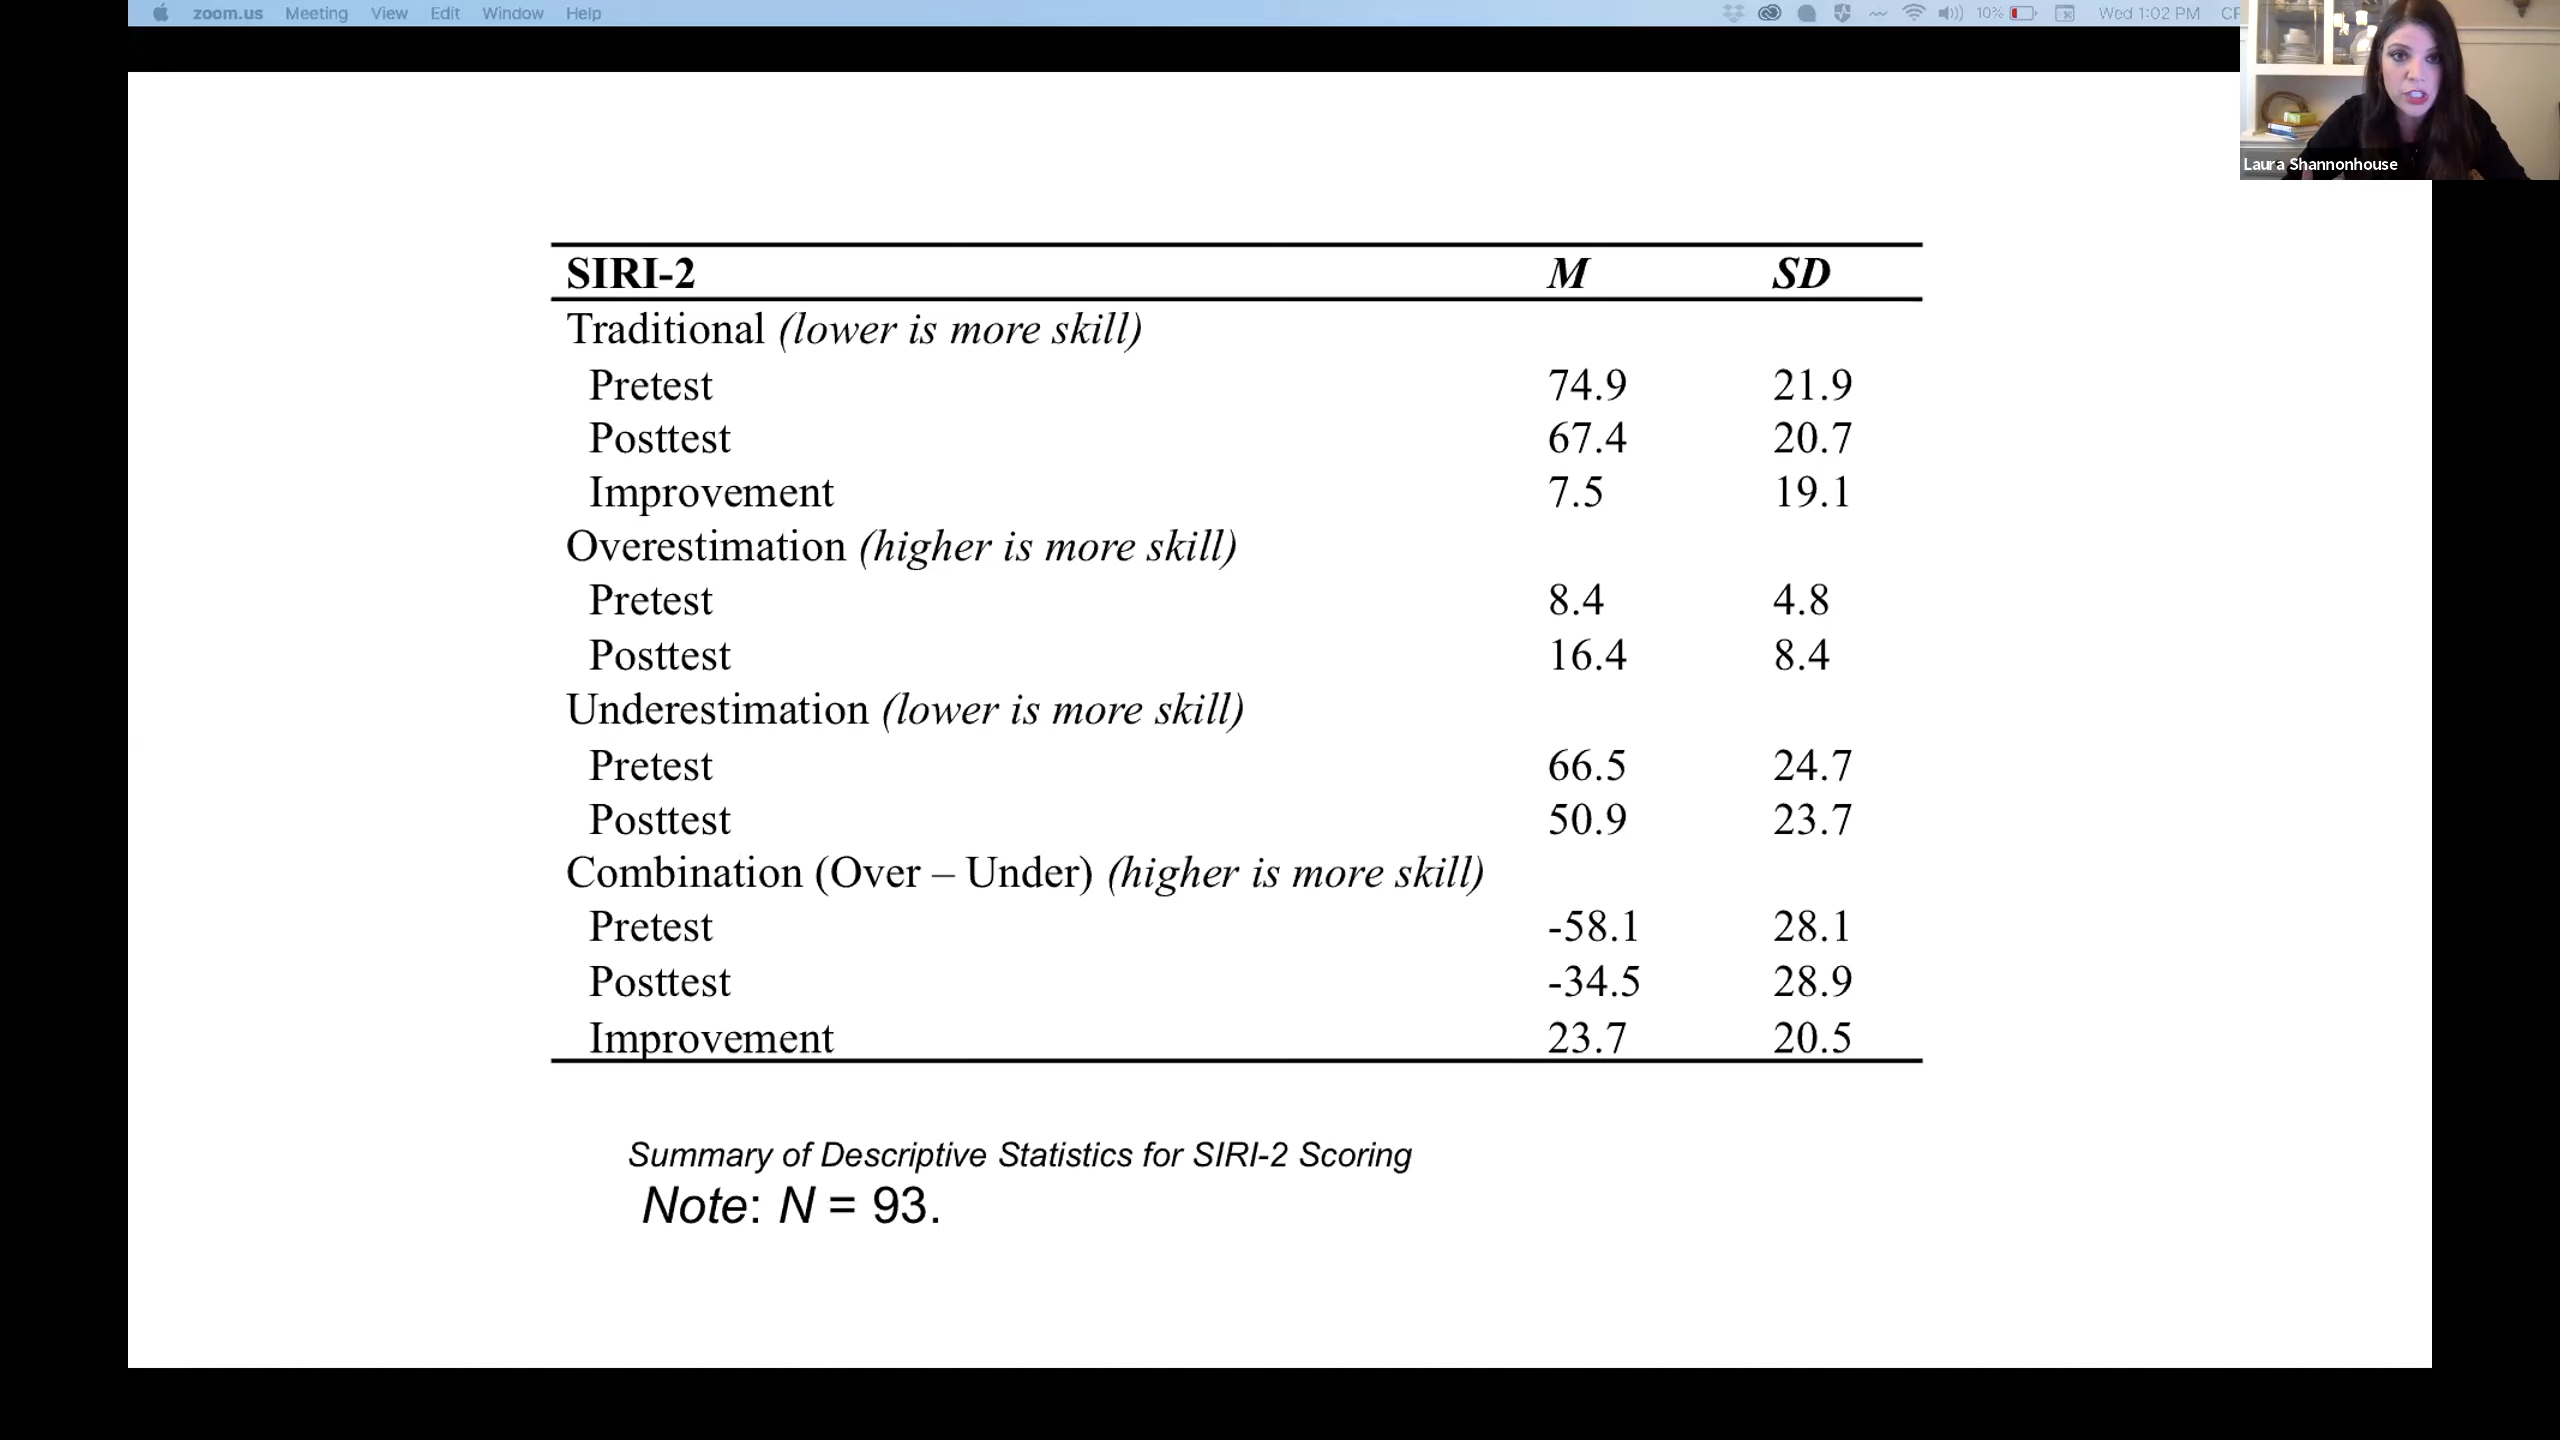 zoom.us Meeting View Edit Window Help 10% Wed 1:02 PM
Laura Shannonhouse
SIRI-2 M SD
Traditional (lower is more skill)
Pretest 74.9 21.9
Posttest 67.4 20.7
Improvement 7.5 19.1
Overestimation (higher is more skill)
Pretest 8.4 4.8
Posttest 16.4 8.4
Underestimation (lower is more skill)
Pretest 66.5 24.7
Posttest 50.9 23.7
Combination (Over – Under) (higher is more skill)
Pretest -58.1 28.1
Posttest -34.5 28.9
Improvement 23.7 20.5
Summary of Descriptive Statistics for SIRI-2 Scoring
Note: N = 93.